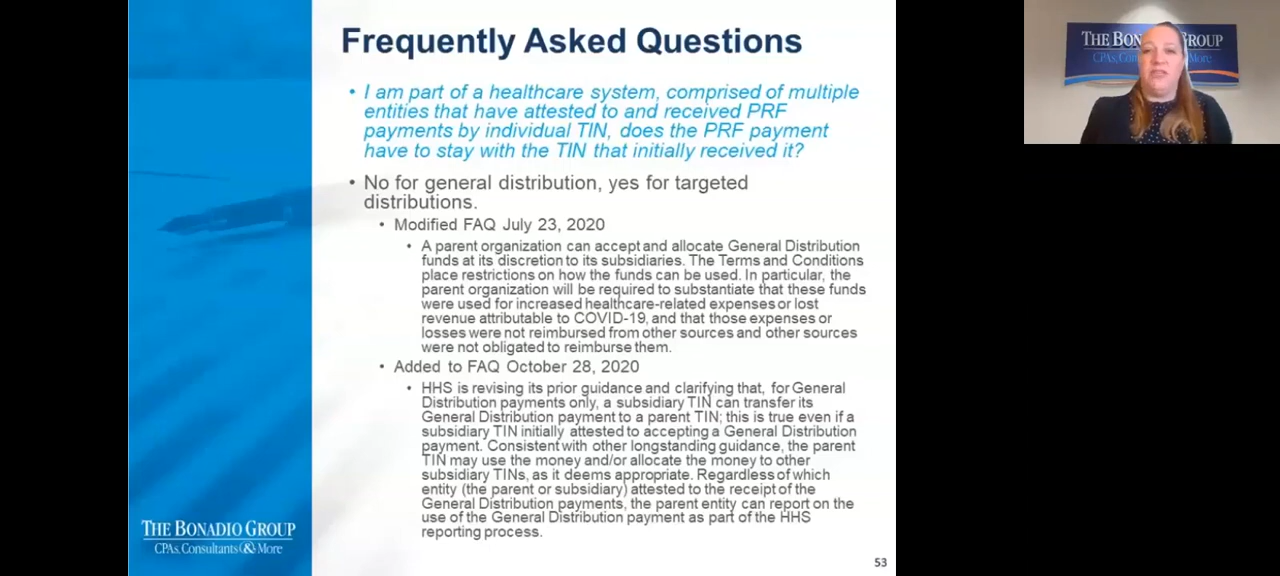 Frequently Asked Questions
• I am part of a healthcare system, comprised of multiple
entities that have attested to and received PRF
payments by individual TIN, does the PRF payment
have to stay with the TIN that initially received it?
• No for general distribution, yes for targeted
distributions.
• Modified FAQ July 23, 2020
• A parent organization can accept and allocate General Distribution
funds at its discretion to its subsidiaries. The Terms and Conditions
place restrictions on how the funds can be used. In particular, the
parent organization will be required to substantiate that these funds
were used for increased healthcare-related expenses or lost
revenue attributable to COVID-19, and that those expenses or
losses were not reimbursed from other sources and other sources
were not obligated to reimburse them.
• Added to FAQ October 28, 2020
• HHS is revising its prior guidance and clarifying that, for General
Distribution payments only, a subsidiary TIN can transfer its
General Distribution payment to a parent TIN; this is true even if a
subsidiary TIN initially attested to accepting a General Distribution
payment. Consistent with other longstanding guidance, the parent
TIN may use the money and/or allocate the money to other
subsidiary TINs, as it deems appropriate. Regardless of which
entity (the parent or subsidiary) attested to the receipt of the
General Distribution payments, the parent entity can report on the
use of the General Distribution payment as part of the HHS
reporting process.
THE BONADIO GROUP
CPAs, Consultants & More
53
THE BON GROUP
CPAs, Con More